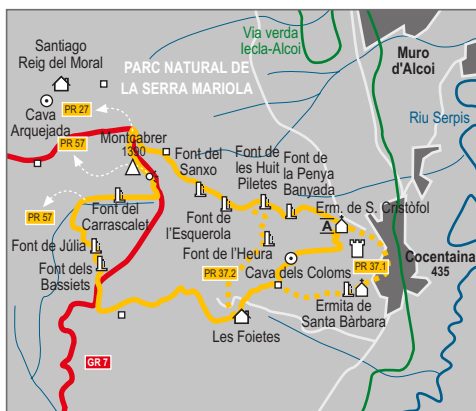 Santiago
Reig del Moral
Via verda
Iecla-Alcoi
Muro
d'Alcoi
PARC NATURAL DE
LA SERRA MARIOLA
Riu Serpis
Cava
Arquejada
PR 27
PR 57
Montcabrer
1390
Font del
Sanxo
Font de
les Huit
Piletes
Font de
la Penya
Banyada
PR 57
Font del
Carrascalet
Font de
l'Esquerola
Erm. de S. Cristòfol
A
Font de Júlia
Font de l'Heura
Cocentaina
435
Font dels
Bassiets
Cava dels Coloms
PR 37.1
PR 37.2
Ermita de
Santa Bàrbara
Les Foietes
GR 7